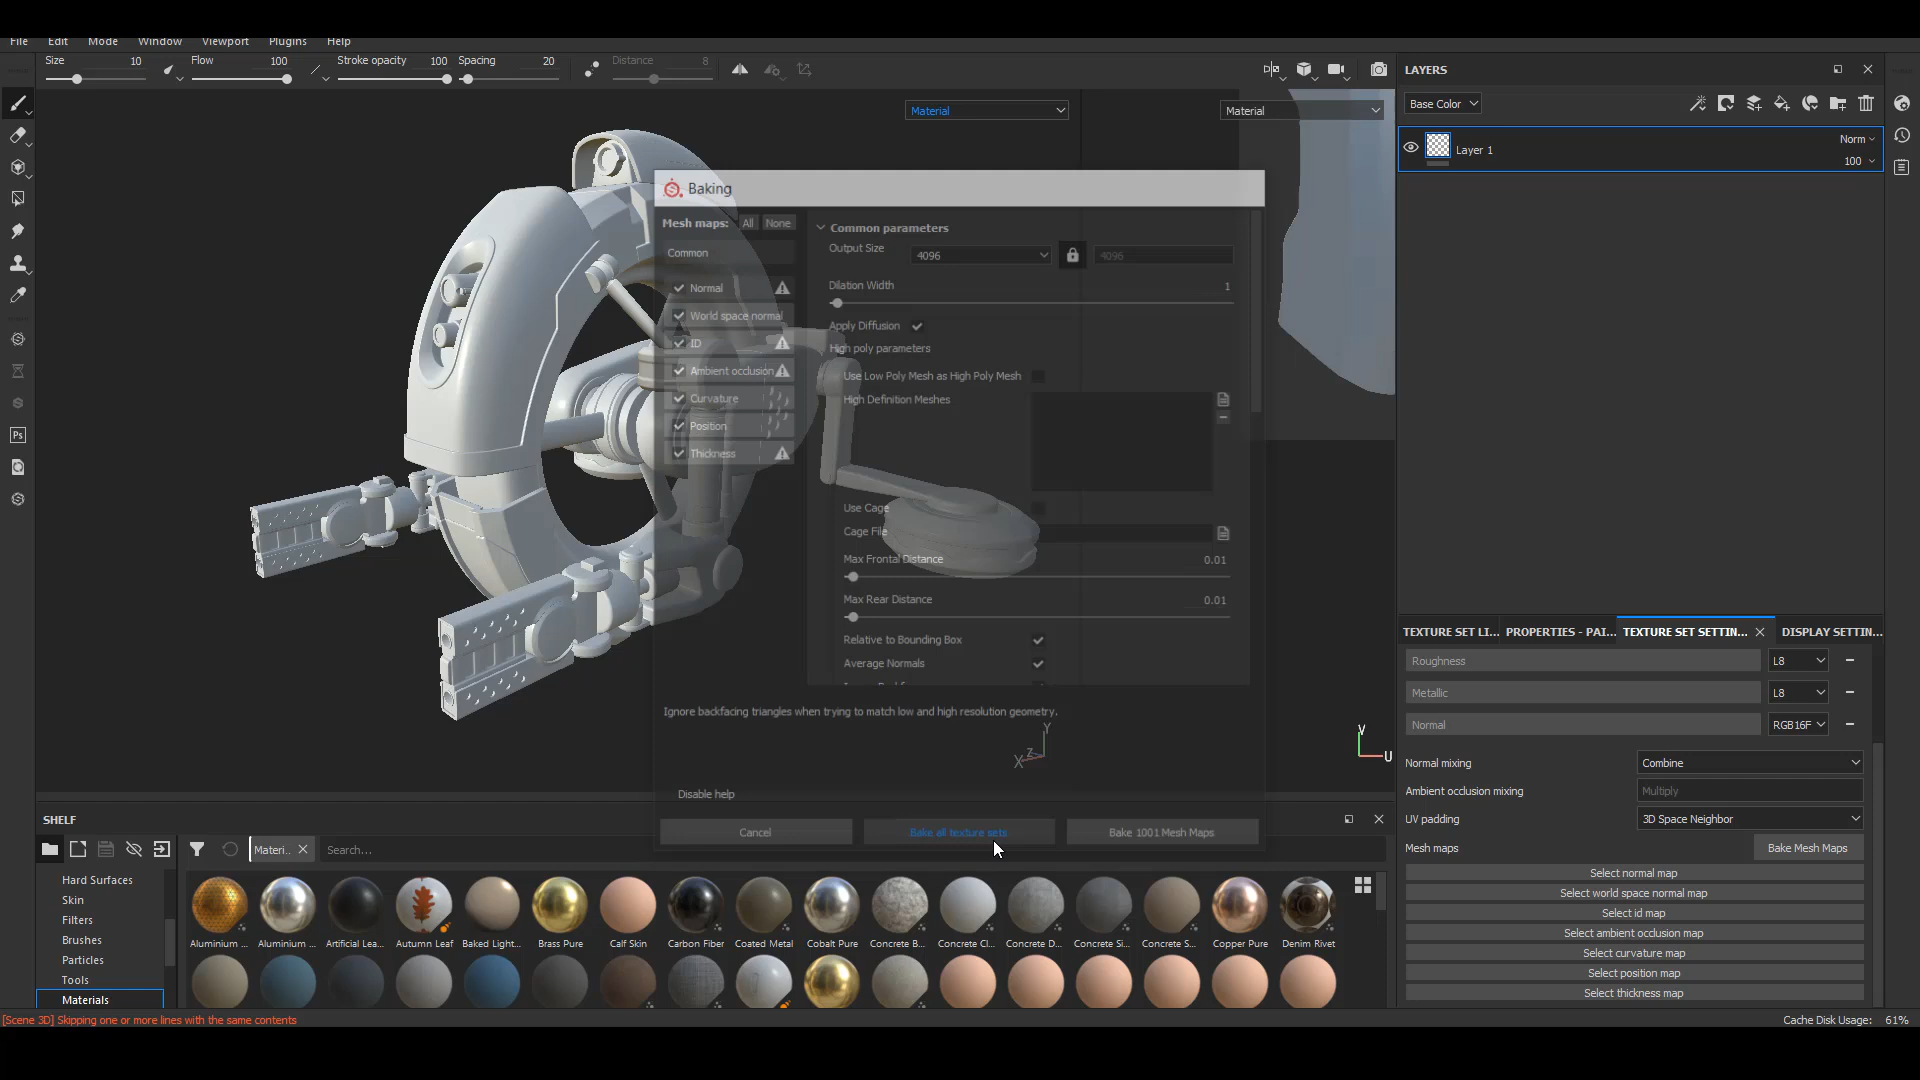 File Edit Mode Window Viewport Plugins Help
Size 10 Flow 100 Stroke opacity 100 Spacing 20 Distance 8
Material
Material
Baking
Mesh maps: All None
Common
Normal
World space normal
ID
Ambient occlusion
Curvature
Position
Thickness
Common parameters
Output Size 4096 4096
Dilation Width 1
Apply Diffusion
High poly parameters
Use Low Poly Mesh as High Poly Mesh
High Definition Meshes
Use Cage
Cage File
Max Frontal Distance 0.01
Max Rear Distance 0.01
Relative to Bounding Box
Average Normals
Ignore backfacing triangles when trying to match low and high resolution geometry.
Y
Z
X
V
U
Disable help
Cancel Bake all texture sets Bake 1001 Mesh Maps
LAYERS
Base Color
Layer 1 Norm
100
TEXTURE SET LI... PROPERTIES - PAI... TEXTURE SET SETTIN... DISPLAY SETTIN...
Roughness L8
Metallic L8
Normal RGB16F
Normal mixing Combine
Ambient occlusion mixing Multiply
UV padding 3D Space Neighbor
Mesh maps Bake Mesh Maps
Select normal map
Select world space normal map
Select id map
Select ambient occlusion map
Select curvature map
Select position map
Select thickness map
SHELF
Materi.. Search...
Hard Surfaces
Skin
Filters
Brushes
Particles
Tools
Materials
Ps
Aluminium ... Aluminium ... Artificial Lea... Autumn Leaf Baked Light... Brass Pure Calf Skin Carbon Fiber Coated Metal Cobalt Pure Concrete B... Concrete Cl... Concrete D... Concrete Si... Concrete S... Copper Pure Denim Rivet
[Scene 3D] Skipping one or more lines with the same contents
Cache Disk Usage: 61%